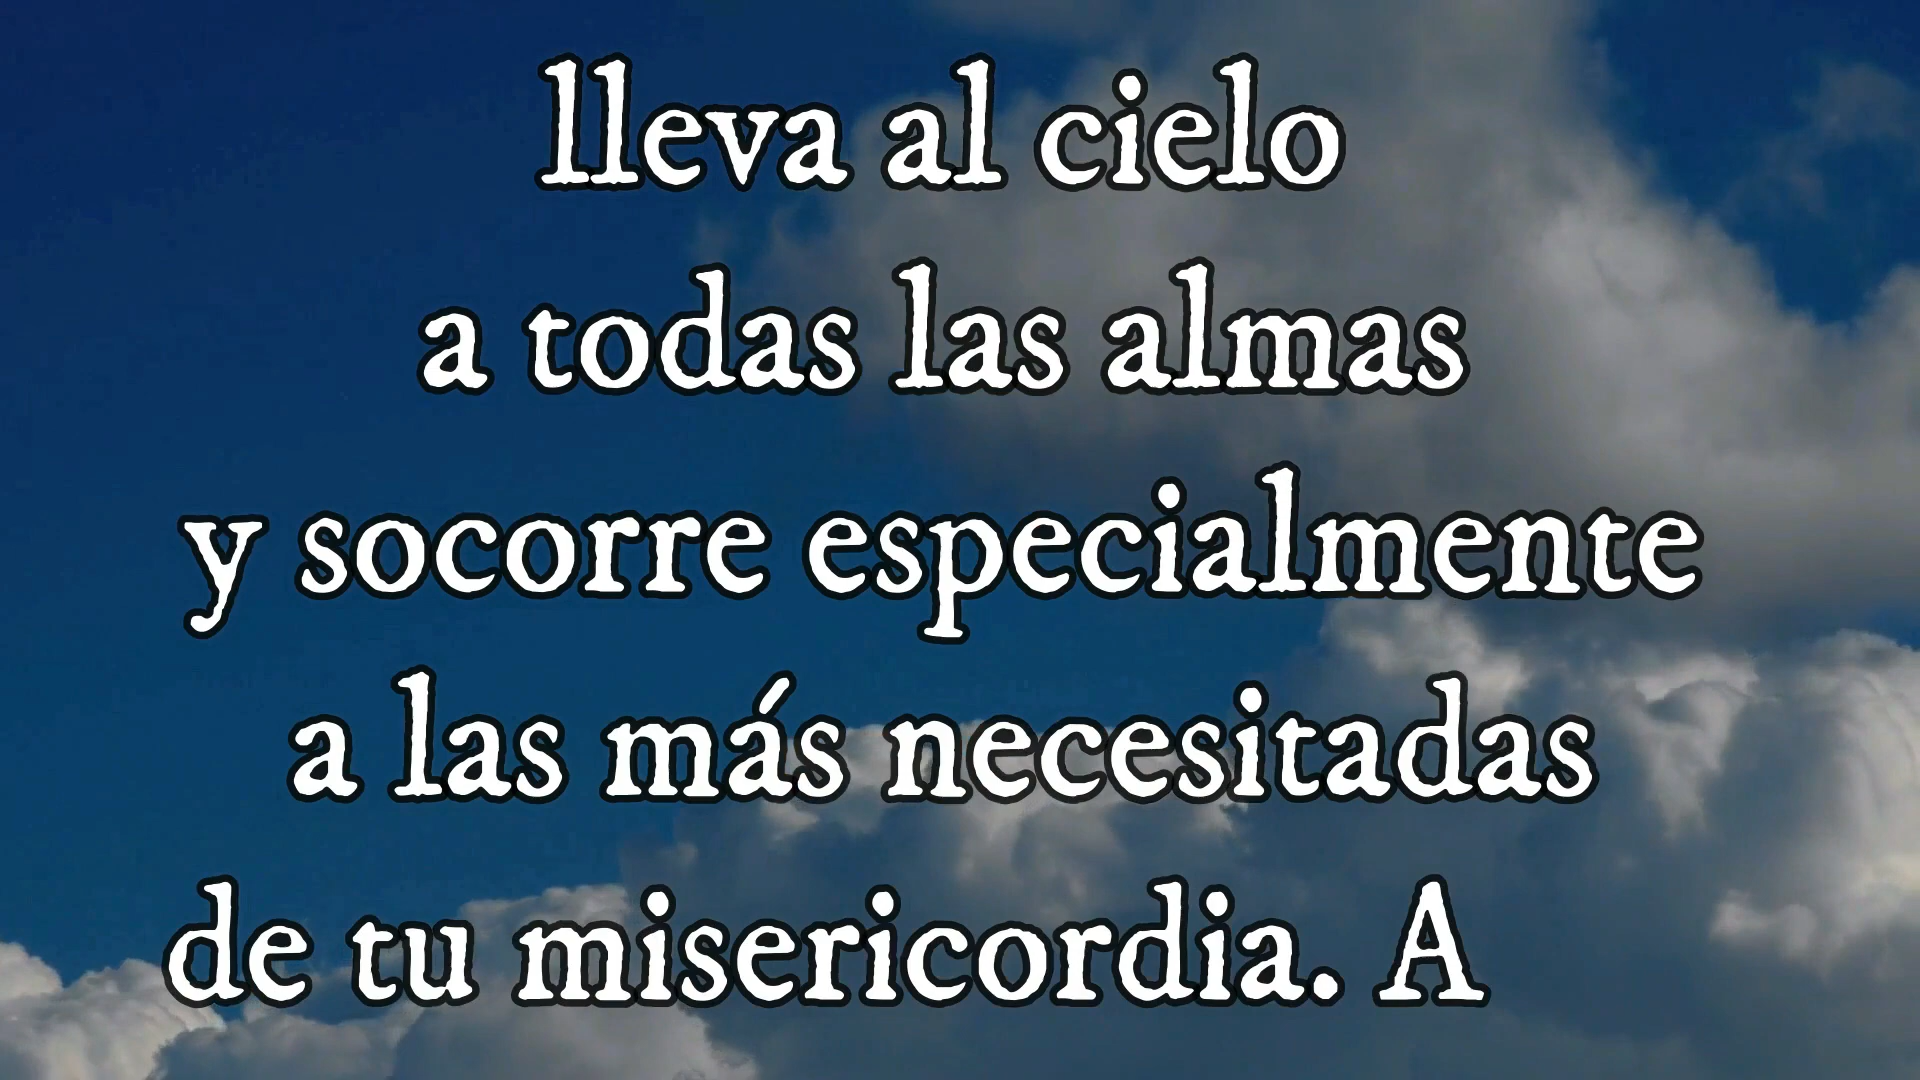 lleva al cielo
a todas las almas
y socorre especialmente
a las más necesitadas
de tu misericordia. A